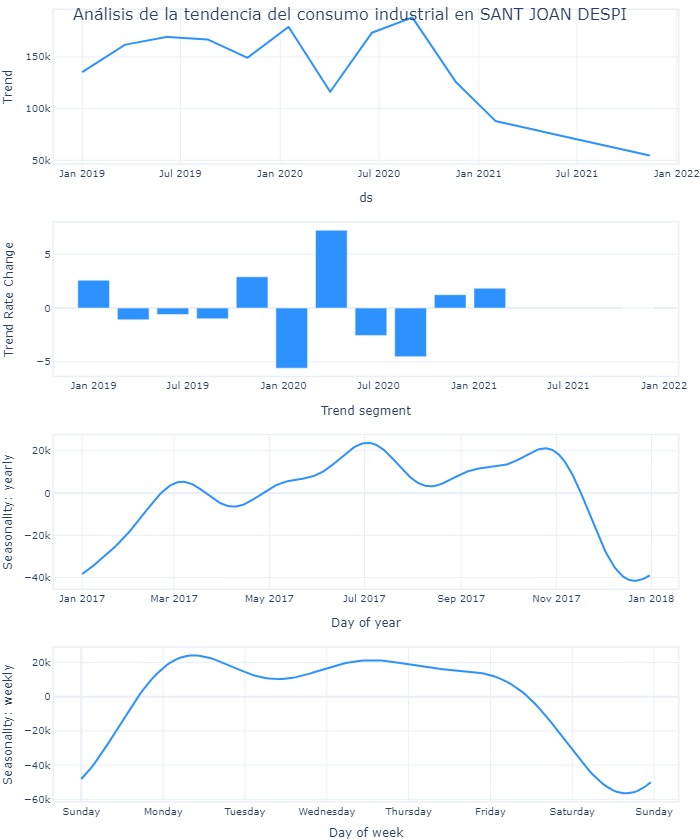 Análisis de la tendencia del consumo industrial en SANT JOAN DESPI
Trend
150k
100k
50k
Jan 2019 Jul 2019 Jan 2020 Jul 2020 Jan 2021 Jul 2021 Jan 2022
ds
Trend Rate Change
5
0
−5
Jan 2019 Jul 2019 Jan 2020 Jul 2020 Jan 2021 Jul 2021 Jan 2022
Trend segment
Seasonality: yearly
20k
0
−20k
−40k
Jan 2017 Mar 2017 May 2017 Jul 2017 Sep 2017 Nov 2017 Jan 2018
Day of year
Seasonality: weekly
20k
0
−20k
−40k
−60k
Sunday Monday Tuesday Wednesday Thursday Friday Saturday Sunday
Day of week